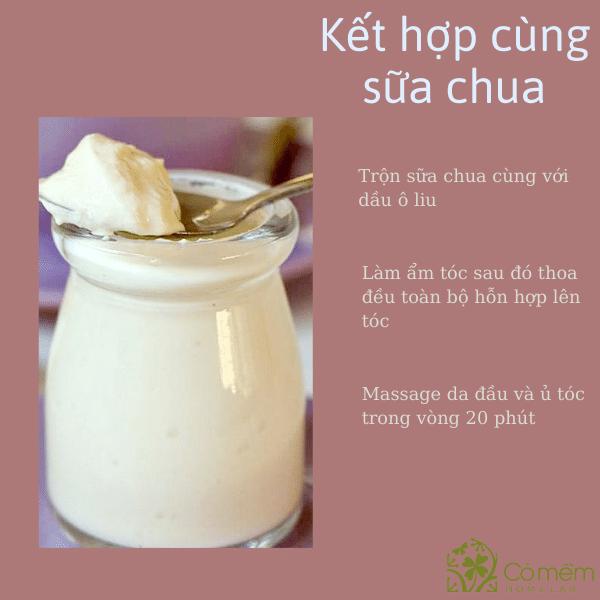 Kết hợp cùng
sữa chua
Trộn sữa chua cùng với
dầu ô liu
Làm ẩm tóc sau đó thoa
đều toàn bộ hỗn hợp lên
tóc
Massage da đầu và ủ tóc
trong vòng 20 phút
Cỏ mềm
HOMELAB